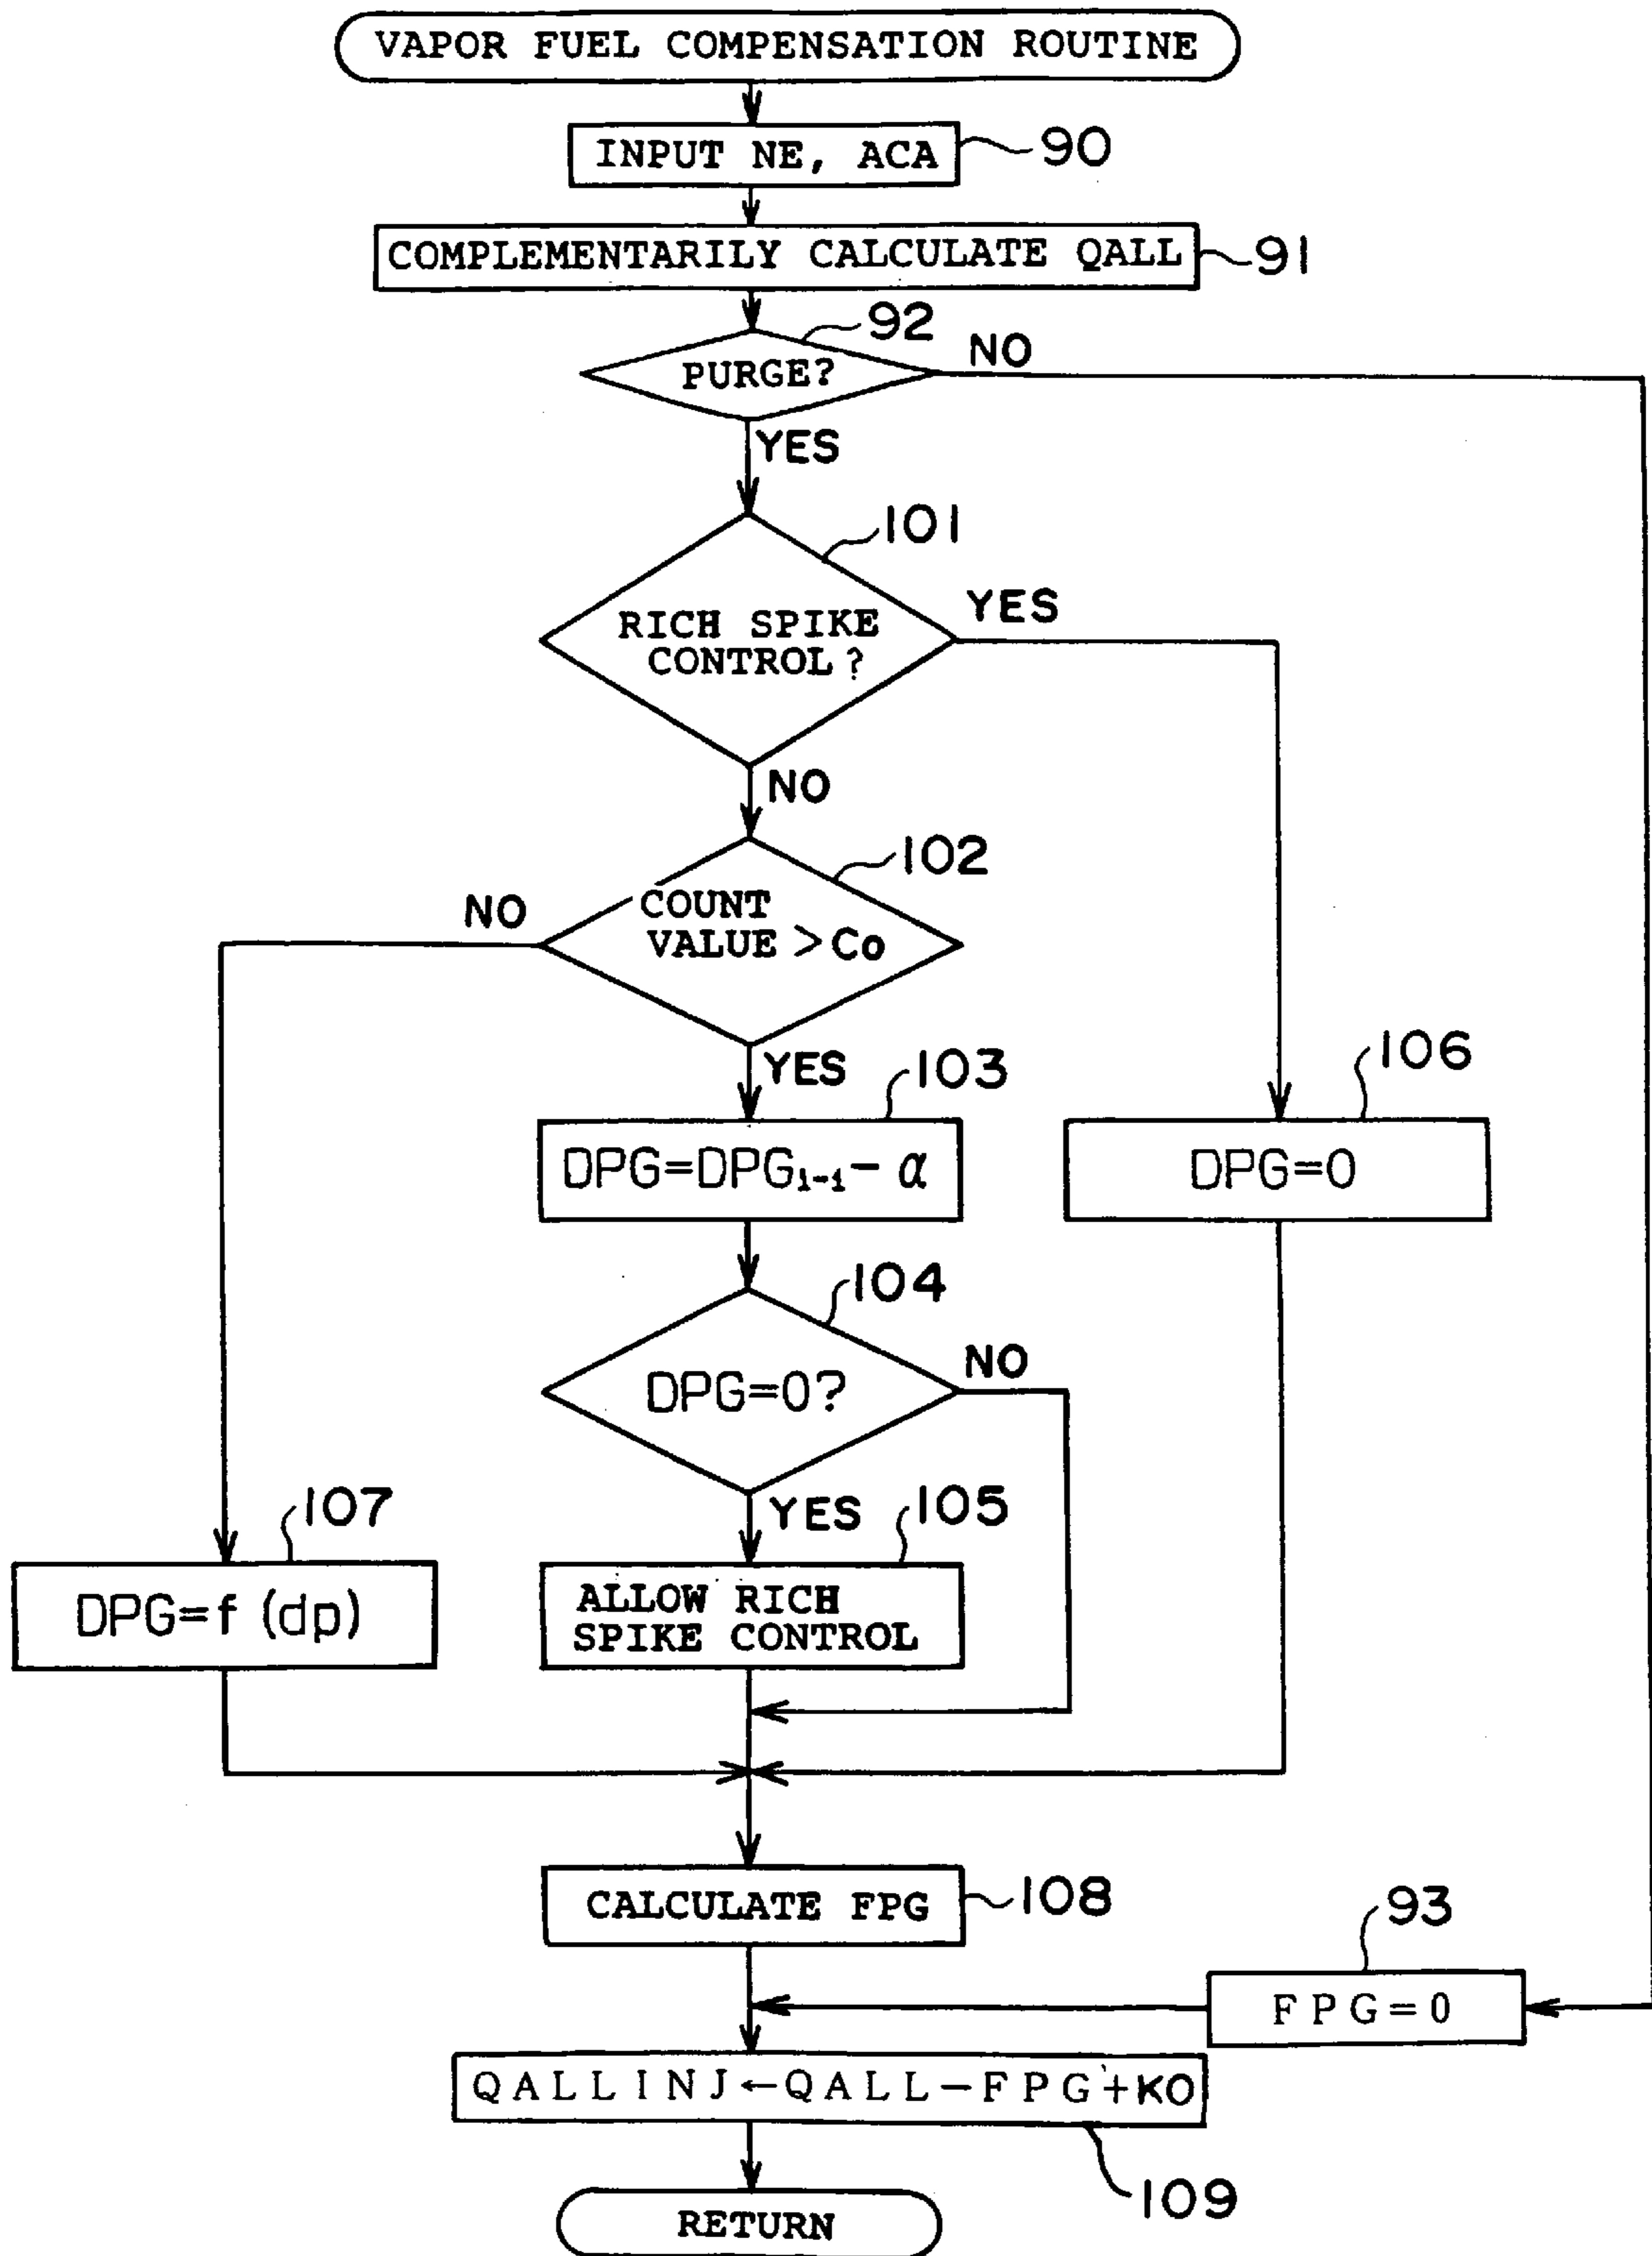 VAPOR FUEL COMPENSATION ROUTINE
INPUT NE, ACA
90
COMPLEMENTARILY CALCULATE QALL
91
92
PURGE?
NO
YES
101
RICH SPIKE
CONTROL?
YES
NO
102
COUNT
VALUE > Co
NO
YES
103
106
DPG=DPG₁₋₁- α
DPG=0
104
DPG=0?
NO
YES
105
107
DPG=f (dp)
ALLOW RICH
SPIKE CONTROL
CALCULATE FPG
108
93
FPG=0
QALLINJ←QALL-FPG+KO
109
RETURN